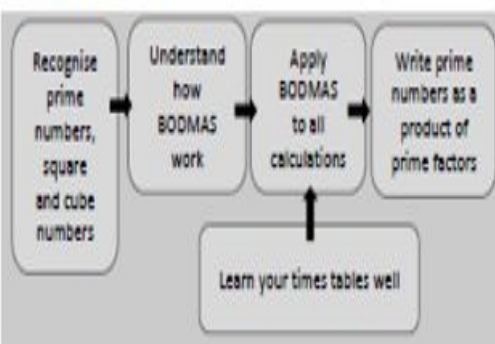 Recognise
prime
numbers,
square
and cube
numbers
Understand
how
BODMAS
work
Apply
BODMAS
to all
calculations
Write prime
numbers as a
product of
prime factors
Learn your times tables well